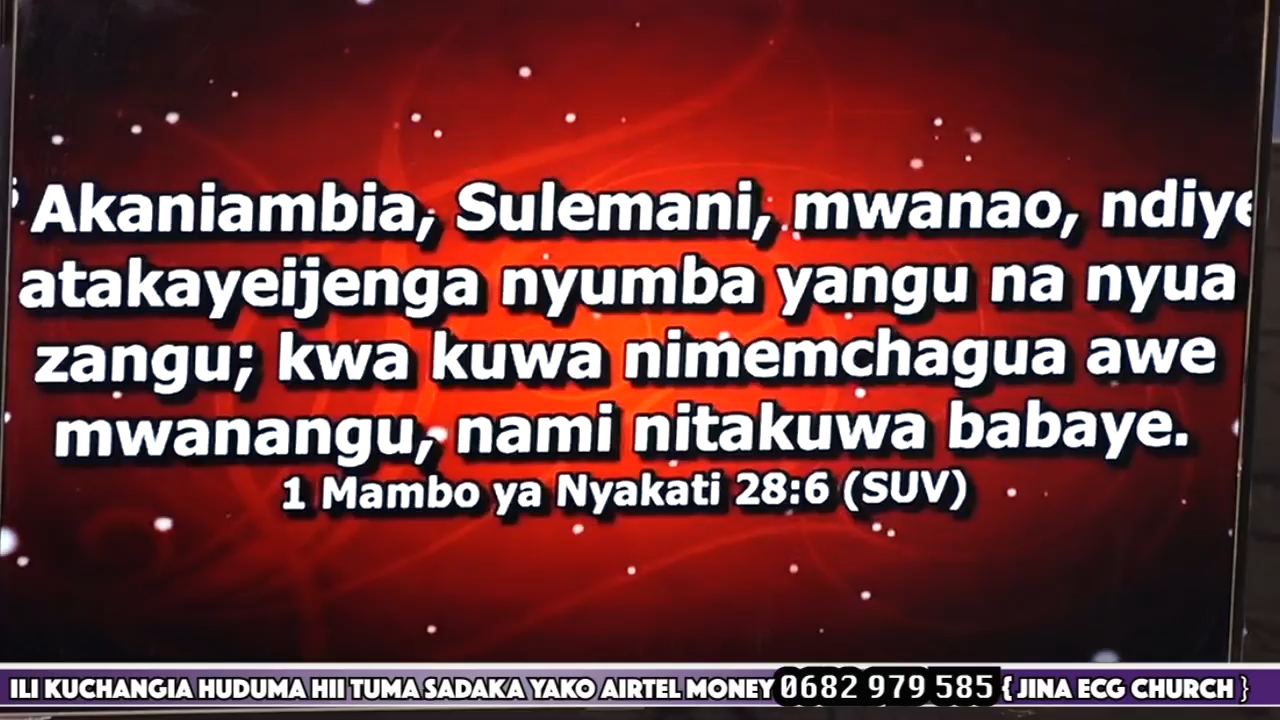 6 Akaniambia, Sulemani, mwanao, ndiye
atakayeijenga nyumba yangu na nyua
zangu; kwa kuwa nimemchagua awe
mwanangu, nami nitakuwa babaye.
1 Mambo ya Nyakati 28:6 (SUV)
ILI KUCHANGIA HUDUMA HII TUMA SADAKA YAKO AIRTEL MONEY 0682 979 585 { JINA ECG CHURCH }